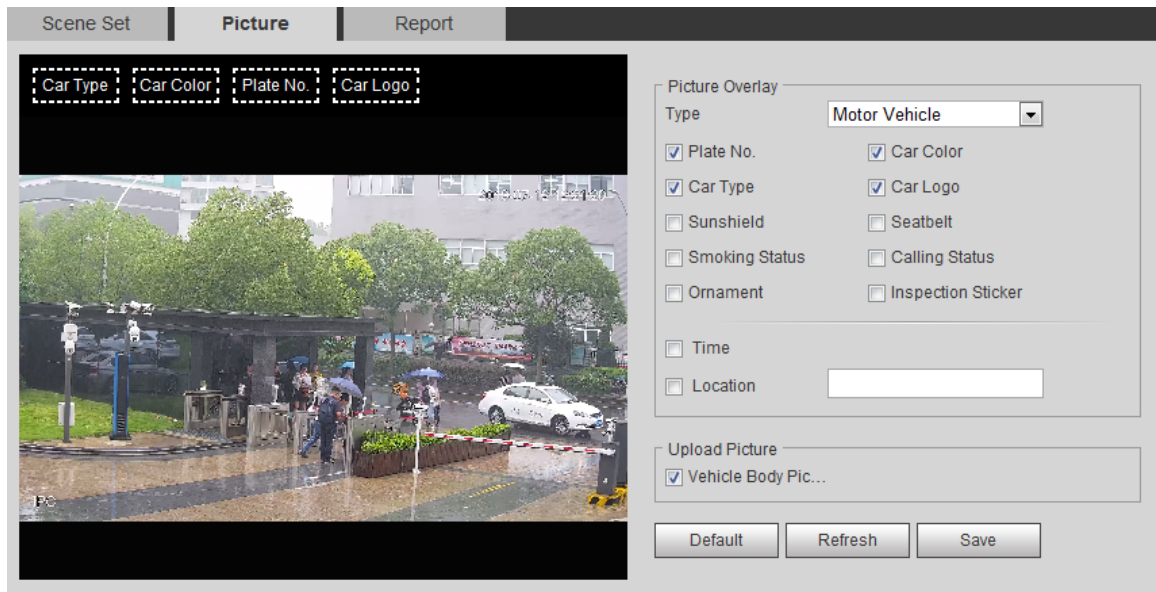 Scene Set Picture Report
Car Type Car Color Plate No. Car Logo
Picture Overlay
Type Motor Vehicle
Plate No. Car Color
Car Type Car Logo
Sunshield Seatbelt
Smoking Status Calling Status
Ornament Inspection Sticker
Time
Location
Upload Picture
Vehicle Body Pic...
Default Refresh Save
IPC